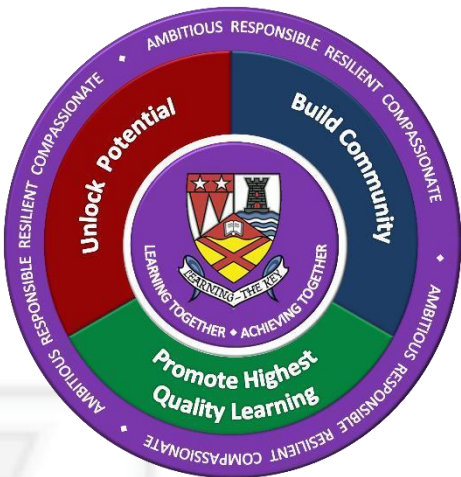 AMBITIOUS RESPONSIBLE RESILIENT COMPASSIONATE
AMBITIOUS RESPONSIBLE RESILIENT COMPASSIONATE
AMBITIOUS RESPONSIBLE RESILIENT COMPASSIONATE
Unlock Potential
Build Community
Promote Highest
Quality Learning
LEARNING-THE KEY
LEARNING TOGETHER ACHIEVING TOGETHER